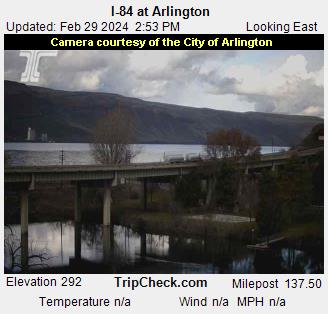 I-84 at Arlington
Updated: Feb 29 2024 2:53 PM Looking East
Camera courtesy of the City of Arlington
Elevation 292 TripCheck.com Milepost 137.50
Temperature n/a Wind n/a MPH n/a